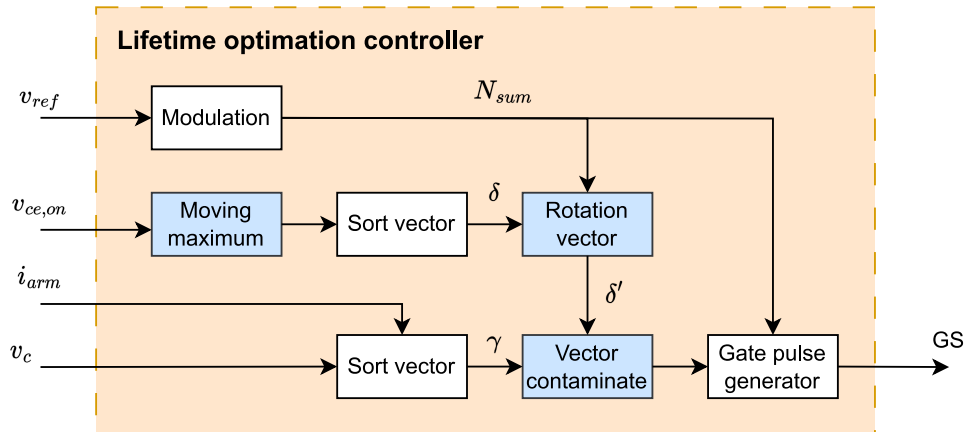 Lifetime optimation controller
v_ref
Modulation
N_sum
v_ce,on
Moving
maximum
Sort vector
δ
Rotation
vector
i_arm
δ′
v_c
Sort vector
γ
Vector
contaminate
Gate pulse
generator
GS